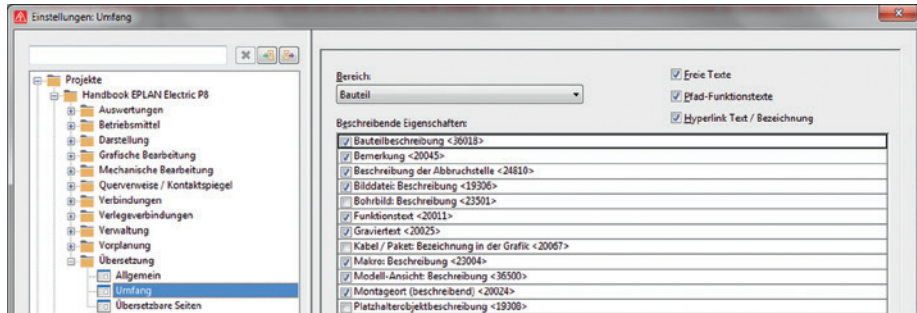 Einstellungen: Umfang
Projekte
Handbook EPLAN Electric P8
Auswertungen
Betriebsmittel
Darstellung
Grafische Bearbeitung
Mechanische Bearbeitung
Querverweise / Kontaktspiegel
Verbindungen
Verlegeverbindungen
Verwaltung
Vorplanung
Übersetzung
Allgemein
Umfang
Übersetzbare Seiten
Bereich:
Bauteil
Freie Texte
Pfad-Funktionstexte
Hyperlink Text / Bezeichnung
Beschreibende Eigenschaften:
Bauteilbeschreibung <36018>
Bemerkung <20045>
Beschreibung der Abbruchstelle <24810>
Bilddatei: Beschreibung <19306>
Bohrbild: Beschreibung <23501>
Funktionstext <20011>
Graviertext <20025>
Kabel / Paket: Bezeichnung in der Grafik <20067>
Makro: Beschreibung <23004>
Modell-Ansicht: Beschreibung <36500>
Montageort (beschreibend) <20024>
Platzhalterobjektbeschreibung <19308>